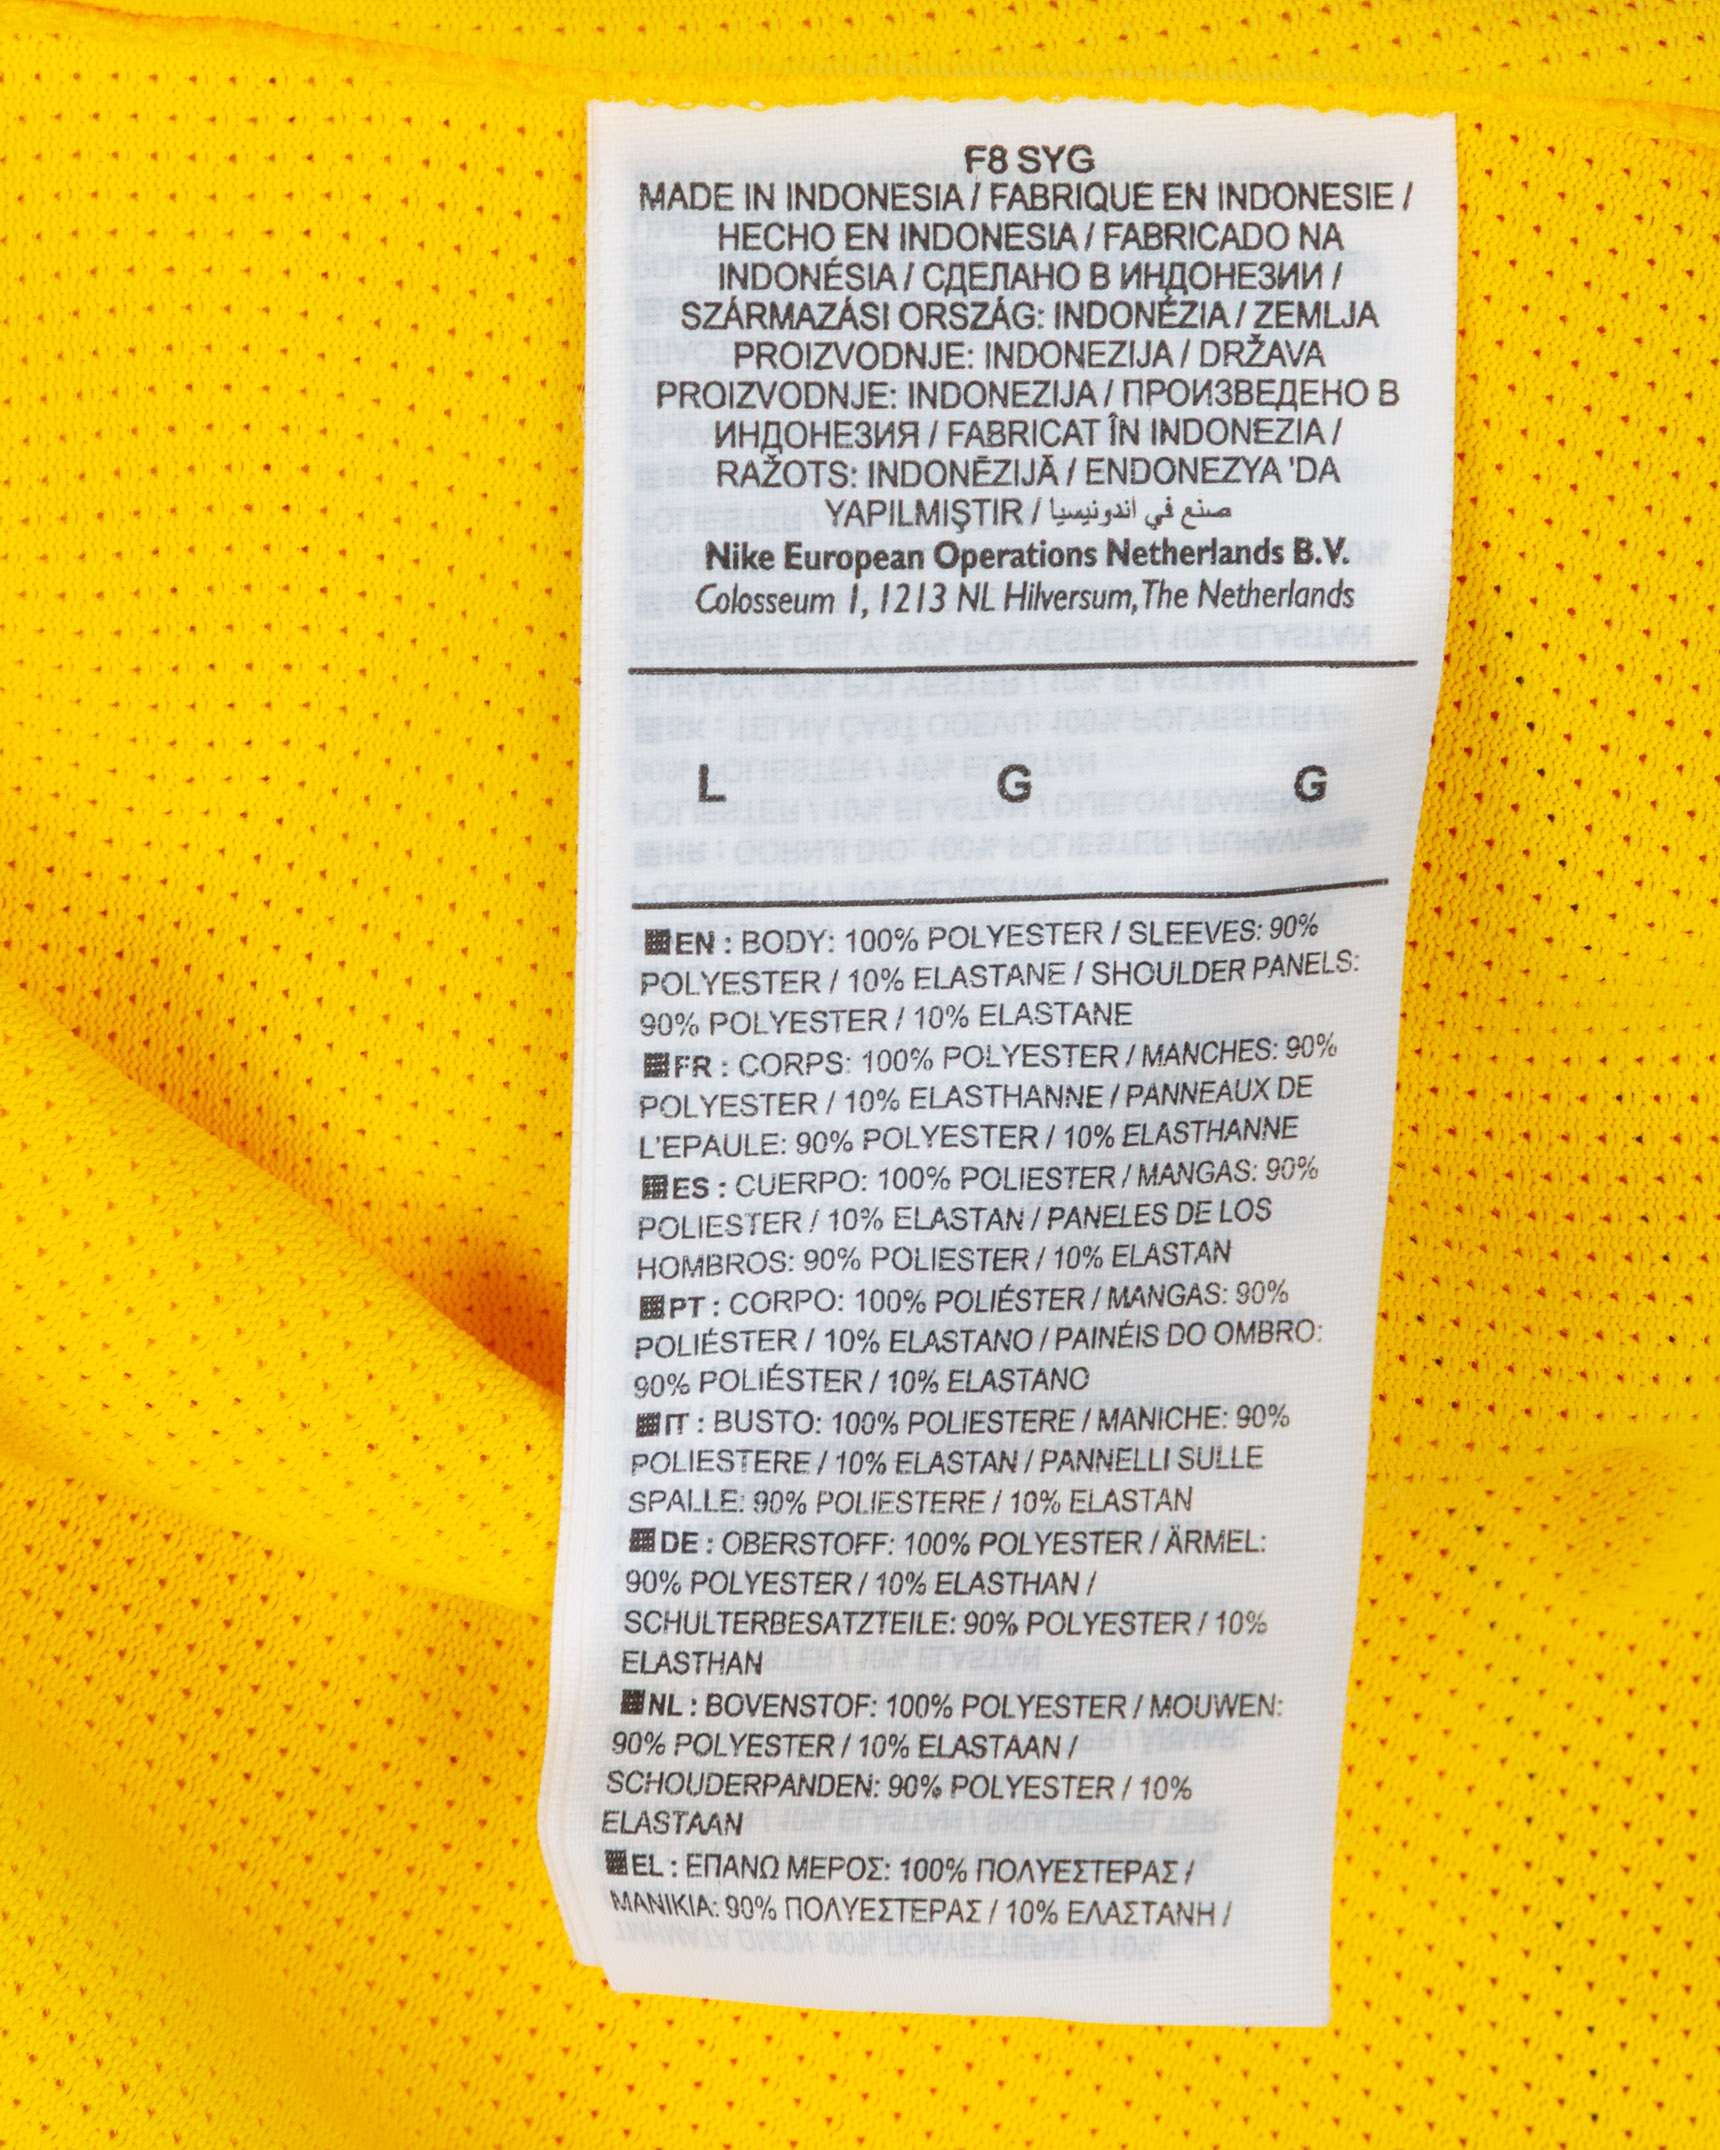 F8 SYG
MADE IN INDONESIA / FABRIQUE EN INDONESIE /
HECHO EN INDONESIA / FABRICADO NA
INDONÉSIA / СДЕЛАНО В ИНДОНЕЗИИ /
SZÁRMAZÁSI ORSZÁG: INDONÉZIA / ZEMLJA
PROIZVODNJE: INDONEZIJA / DRŽAVA
PROIZVODNJE: INDONEZIJA / ПРОИЗВЕДЕНО В
ИНДОНЕЗИЯ / FABRICAT ÎN INDONEZIA /
RAŽOTS: INDONĒZIJĀ / ENDONEZYA 'DA
YAPILMIŞTIR / صنع في اندونيسيا
Nike European Operations Netherlands B.V.
Colosseum 1, 1213 NL Hilversum, The Netherlands
L G G
EN : BODY: 100% POLYESTER / SLEEVES: 90%
POLYESTER / 10% ELASTANE / SHOULDER PANELS:
90% POLYESTER / 10% ELASTANE
FR : CORPS: 100% POLYESTER / MANCHES: 90%
POLYESTER / 10% ELASTHANNE / PANNEAUX DE
L'EPAULE: 90% POLYESTER / 10% ELASTHANNE
ES : CUERPO: 100% POLIESTER / MANGAS: 90%
POLIESTER / 10% ELASTAN / PANELES DE LOS
HOMBROS: 90% POLIESTER / 10% ELASTAN
PT : CORPO: 100% POLIÉSTER / MANGAS: 90%
POLIÉSTER / 10% ELASTANO / PAINÉIS DO OMBRO:
90% POLIÉSTER / 10% ELASTANO
IT : BUSTO: 100% POLIESTERE / MANICHE: 90%
POLIESTERE / 10% ELASTAN / PANNELLI SULLE
SPALLE: 90% POLIESTERE / 10% ELASTAN
DE : OBERSTOFF: 100% POLYESTER / ÄRMEL:
90% POLYESTER / 10% ELASTHAN /
SCHULTERBESATZTEILE: 90% POLYESTER / 10%
ELASTHAN
NL : BOVENSTOF: 100% POLYESTER / MOUWEN:
90% POLYESTER / 10% ELASTAAN /
SCHOUDERPANDEN: 90% POLYESTER / 10%
ELASTAAN
EL : ΕΠΑΝΩ ΜΕΡΟΣ: 100% ΠΟΛΥΕΣΤΕΡΑΣ /
ΜΑΝΙΚΙΑ: 90% ΠΟΛΥΕΣΤΕΡΑΣ / 10% ΕΛΑΣΤΑΝΗ /